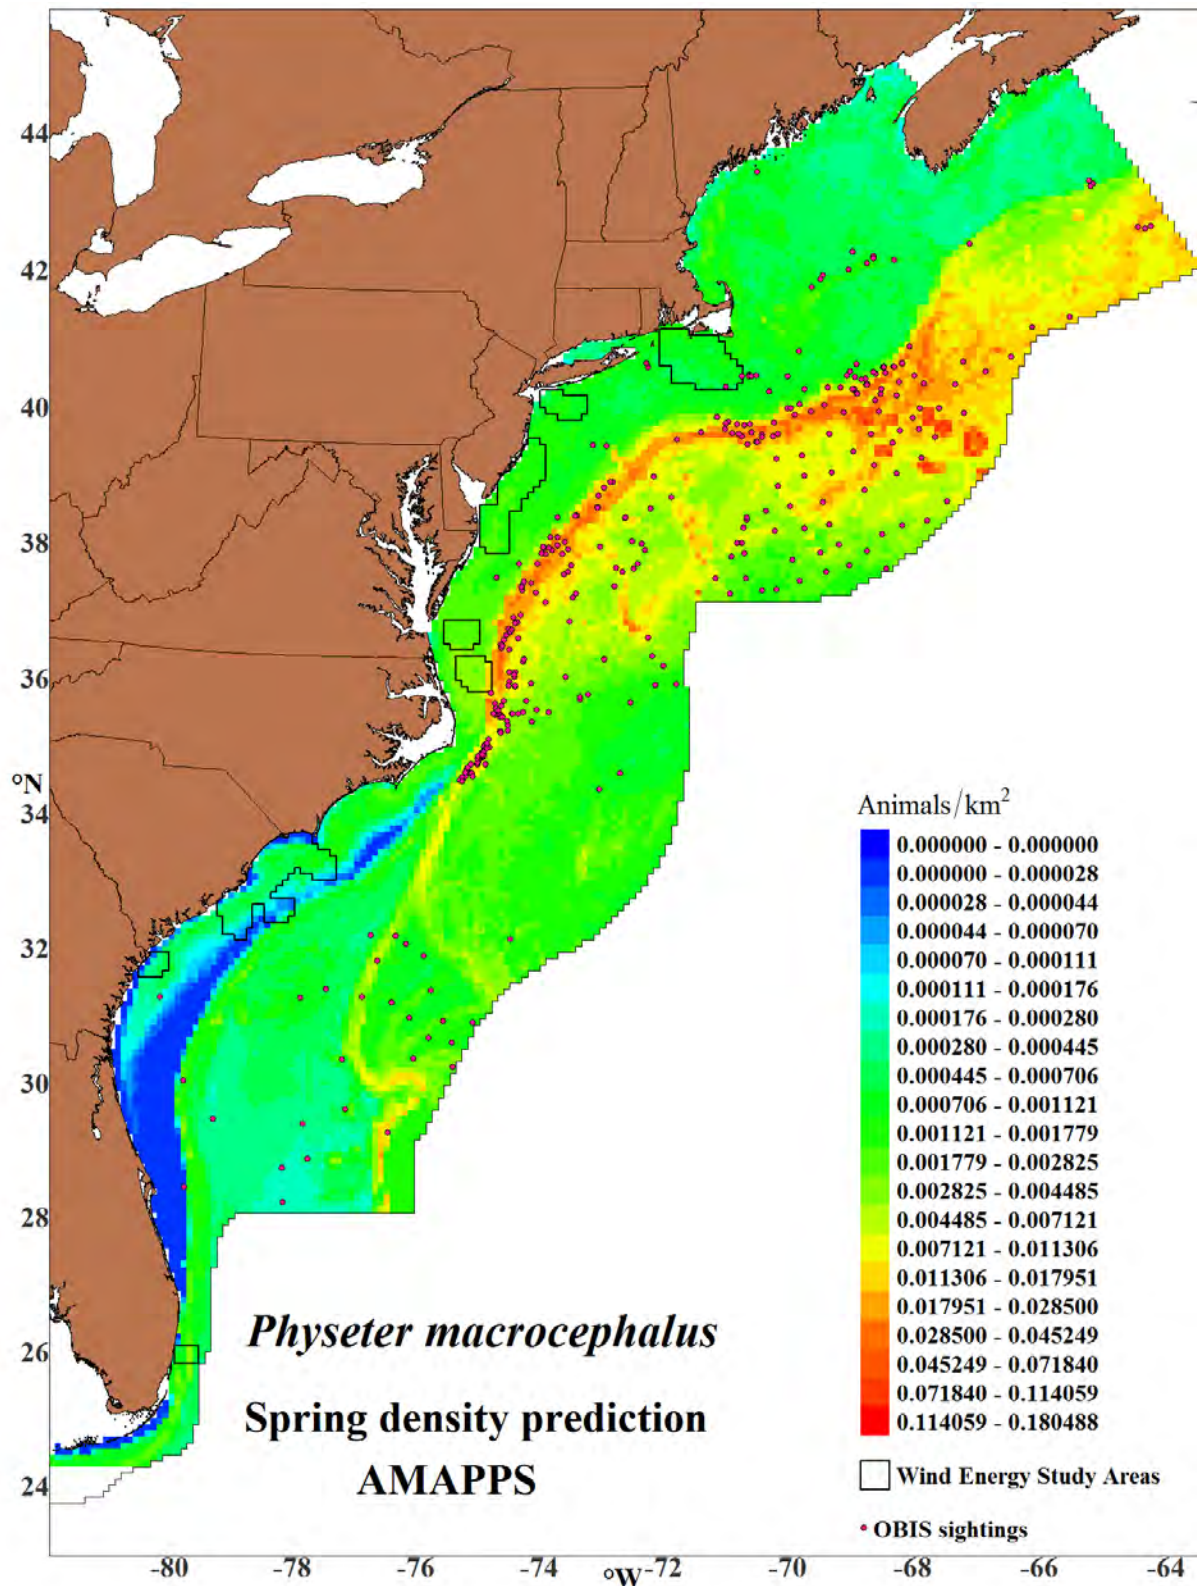 44
42
40
38
36
°N
34
32
30
28
26
24
Animals/km²
0.000000 - 0.000000
0.000000 - 0.000028
0.000028 - 0.000044
0.000044 - 0.000070
0.000070 - 0.000111
0.000111 - 0.000176
0.000176 - 0.000280
0.000280 - 0.000445
0.000445 - 0.000706
0.000706 - 0.001121
0.001121 - 0.001779
0.001779 - 0.002825
0.002825 - 0.004485
0.004485 - 0.007121
0.007121 - 0.011306
0.011306 - 0.017951
0.017951 - 0.028500
0.028500 - 0.045249
0.045249 - 0.071840
0.071840 - 0.114059
0.114059 - 0.180488
Wind Energy Study Areas
OBIS sightings
Physeter macrocephalus
Spring density prediction
AMAPPS
-80 -78 -76 -74 -72 -70 -68 -66 -64
°W